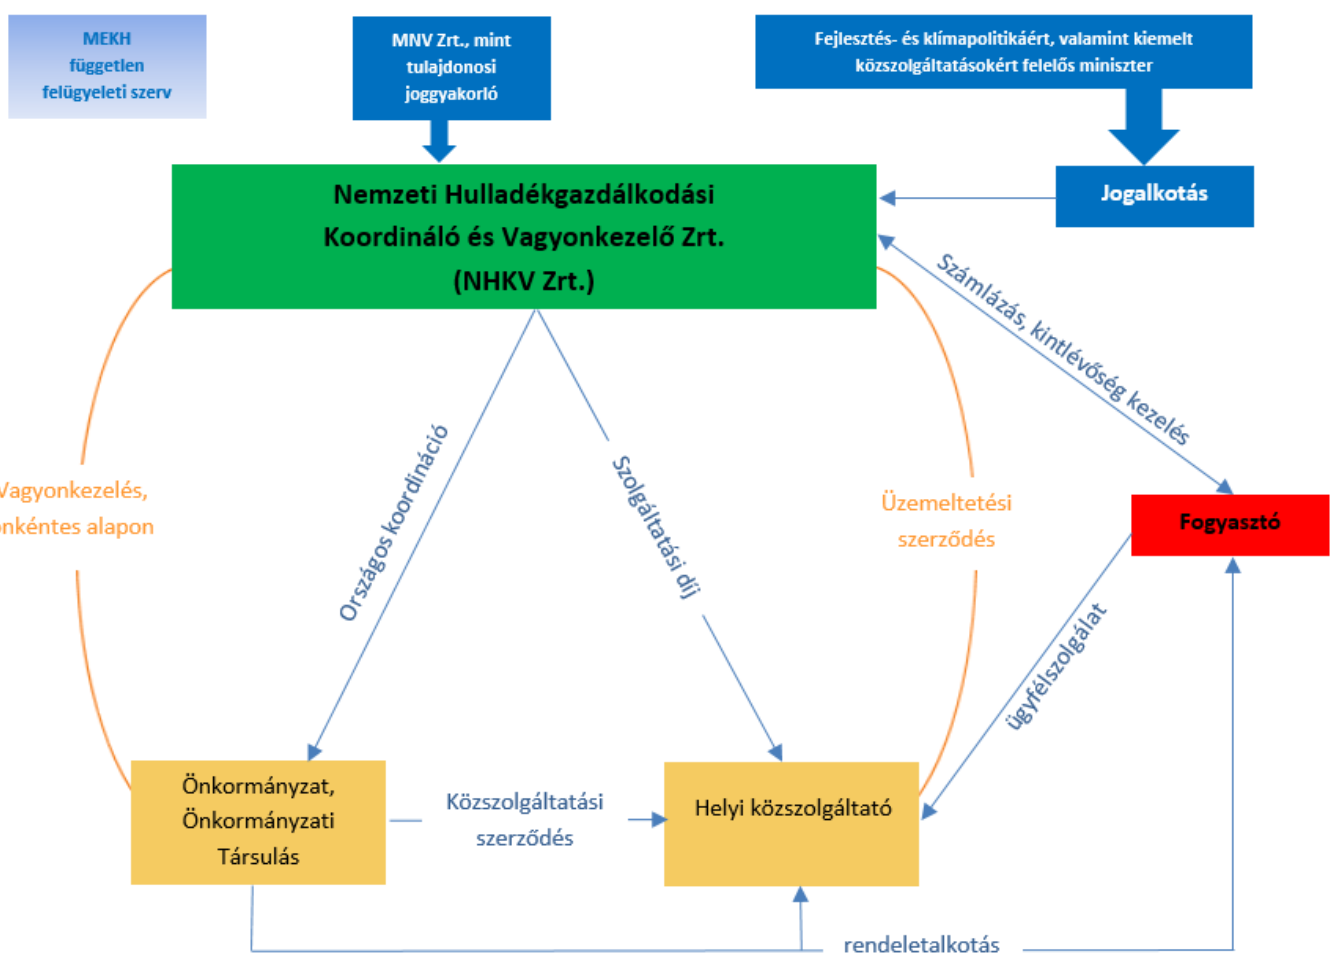 MEKH
független
felügyeleti szerv
MNV Zrt., mint
tulajdonosi
joggyakorló
Fejlesztés- és klímapolitikáért, valamint kiemelt
közszolgáltatásokért felelős miniszter
Nemzeti Hulladékgazdálkodási
Koordináló és Vagyonkezelő Zrt.
(NHKV Zrt.)
Jogalkotás
Számlázás, kintlévőség kezelés
Országos koordináció
Szolgáltatási díj
Vagyonkezelés,
önkéntes alapon
Üzemeltetési
szerződés
Fogyasztó
ügyfélszolgálat
Önkormányzat,
Önkormányzati
Társulás
Közszolgáltatási
szerződés
Helyi közszolgáltató
rendeletalkotás